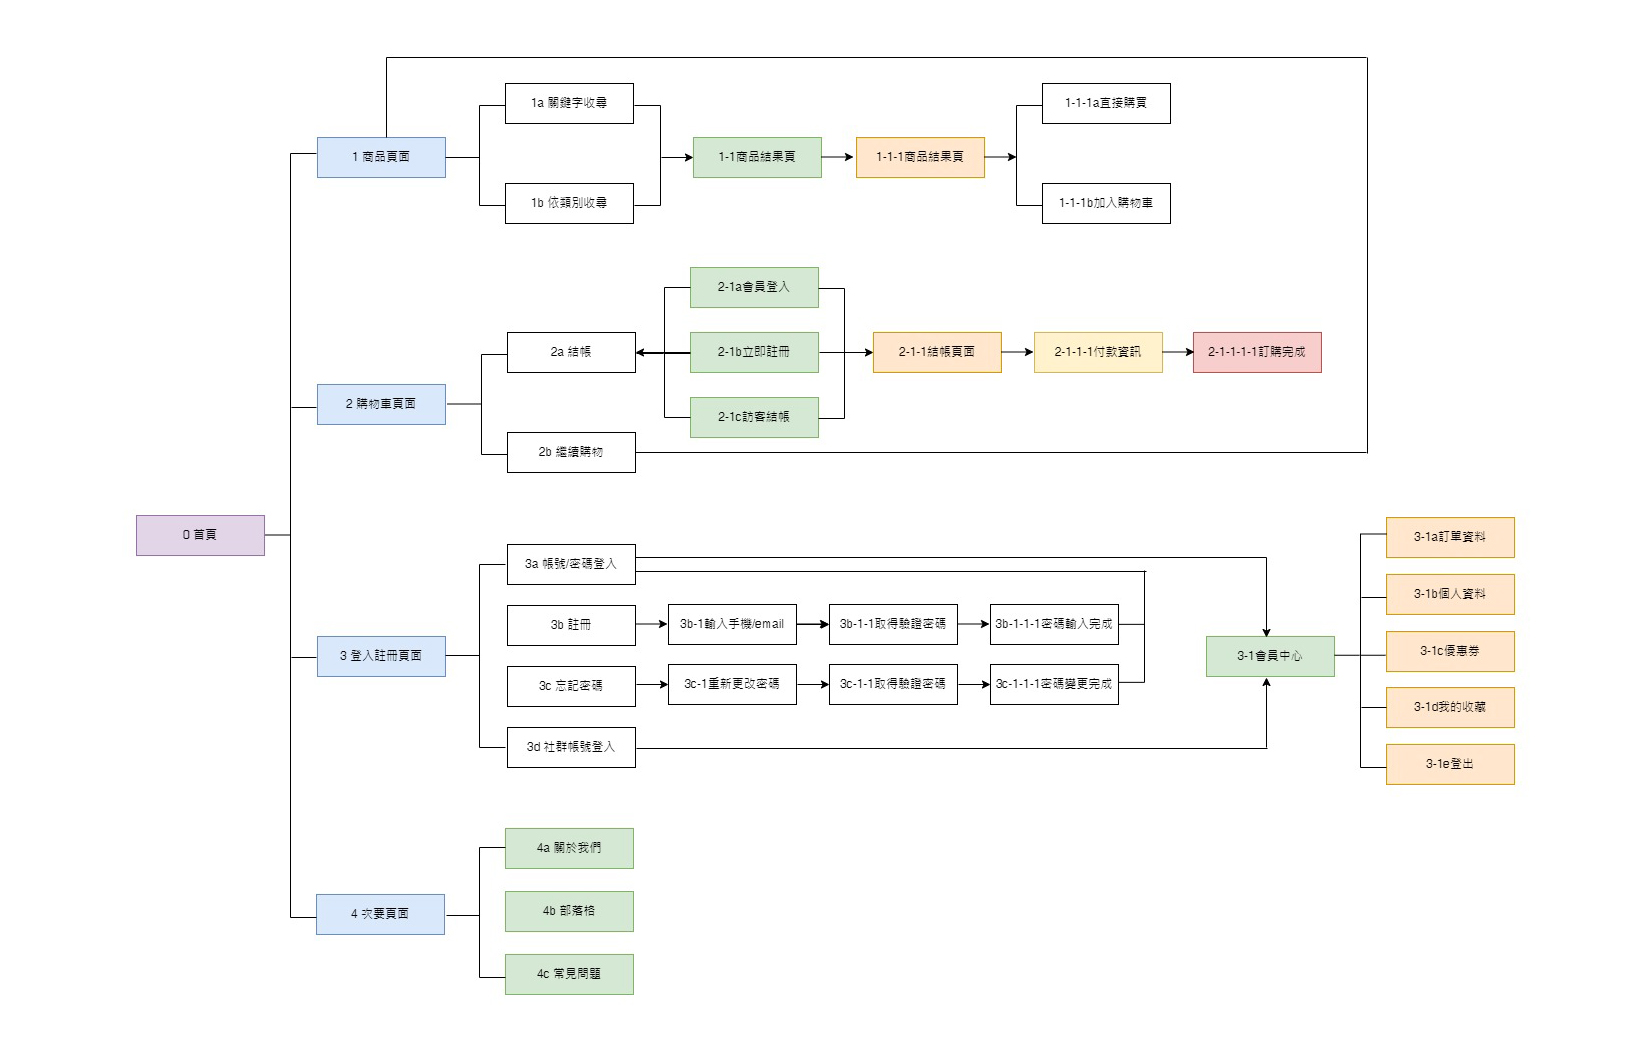 0 首頁
1 商品頁面
1a 關鍵字收尋
1b 依類別收尋
1-1商品結果頁
1-1-1商品結果頁
1-1-1a直接購買
1-1-1b加入購物車
2 購物車頁面
2a 結帳
2b 繼續購物
2-1a會員登入
2-1b立即註冊
2-1c訪客結帳
2-1-1結帳頁面
2-1-1-1付款資訊
2-1-1-1-1訂購完成
3 登入註冊頁面
3a 帳號/密碼登入
3b 註冊
3b-1輸入手機/email
3b-1-1取得驗證密碼
3b-1-1-1密碼輸入完成
3c 忘記密碼
3c-1重新更改密碼
3c-1-1取得驗證密碼
3c-1-1-1密碼變更完成
3d 社群帳號登入
3-1會員中心
3-1a訂單資料
3-1b個人資料
3-1c優惠券
3-1d我的收藏
3-1e登出
4 次要頁面
4a 關於我們
4b 部落格
4c 常見問題